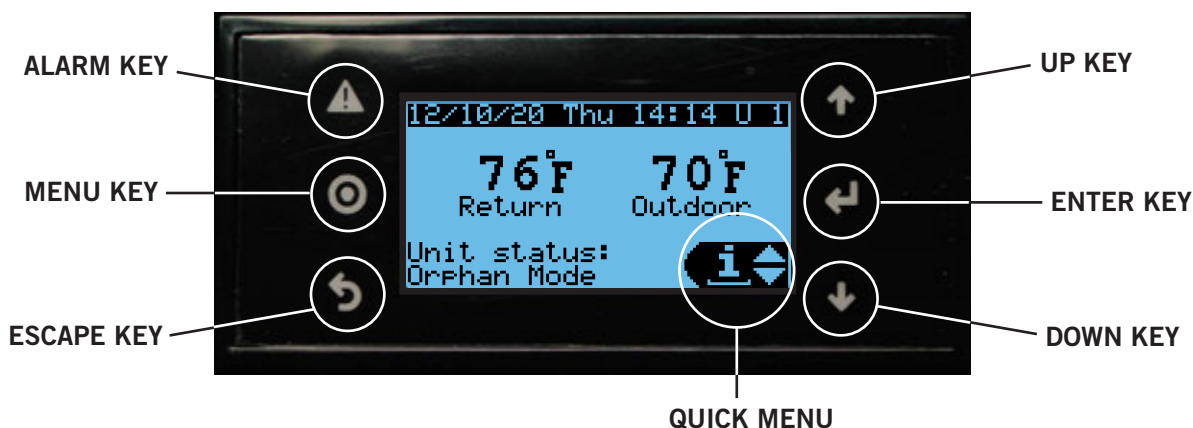 ALARM KEY
MENU KEY
ESCAPE KEY
12/10/20 Thu 14:14 U 1
76°F 70°F
Return Outdoor
Unit status:
Orphan Mode
i
UP KEY
ENTER KEY
DOWN KEY
QUICK MENU